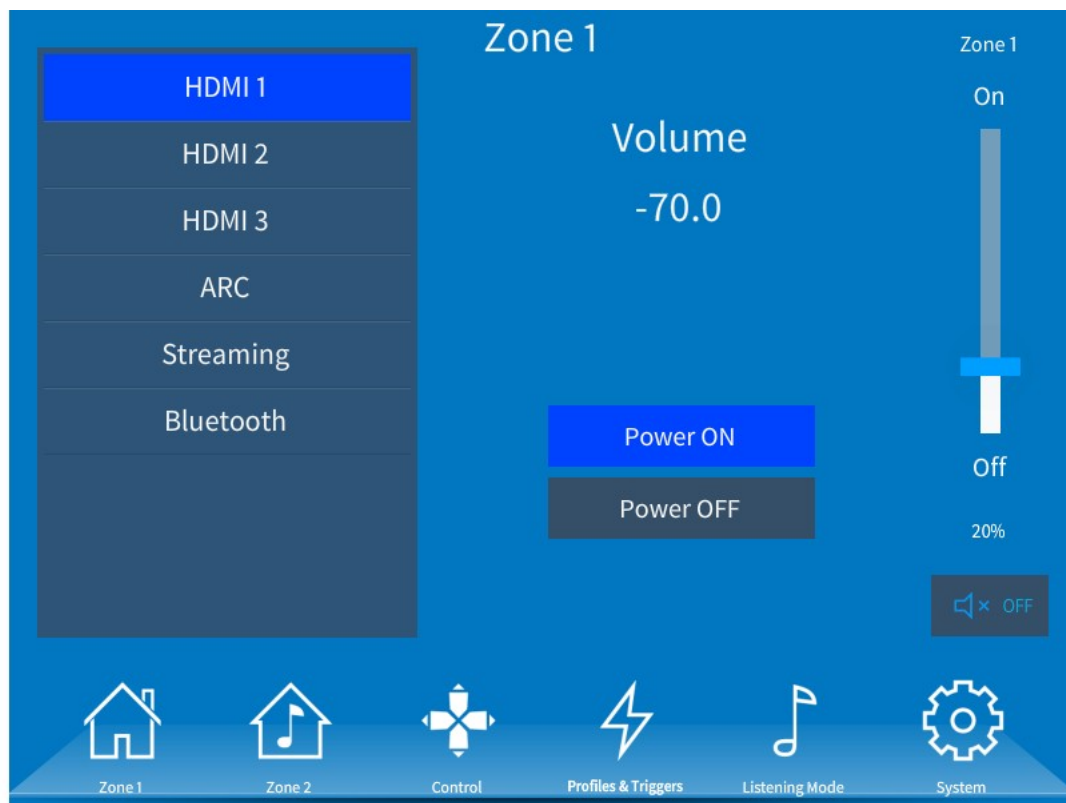 Zone 1
Zone 1
HDMI 1
HDMI 2
HDMI 3
ARC
Streaming
Bluetooth
Volume
-70.0
Power ON
Power OFF
On
Off
20%
OFF
Zone 1
Zone 2
Control
Profiles & Triggers
Listening Mode
System